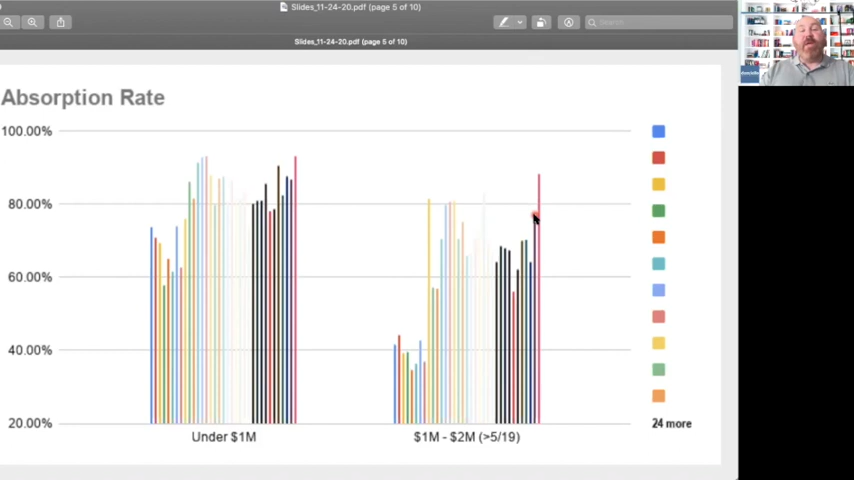 Slides_11-24-20.pdf (page 5 of 10)
Search
Slides_11-24-20.pdf (page 5 of 10)
Absorption Rate
100.00%
80.00%
60.00%
40.00%
20.00%
Under $1M
$1M - $2M (>5/19)
24 more